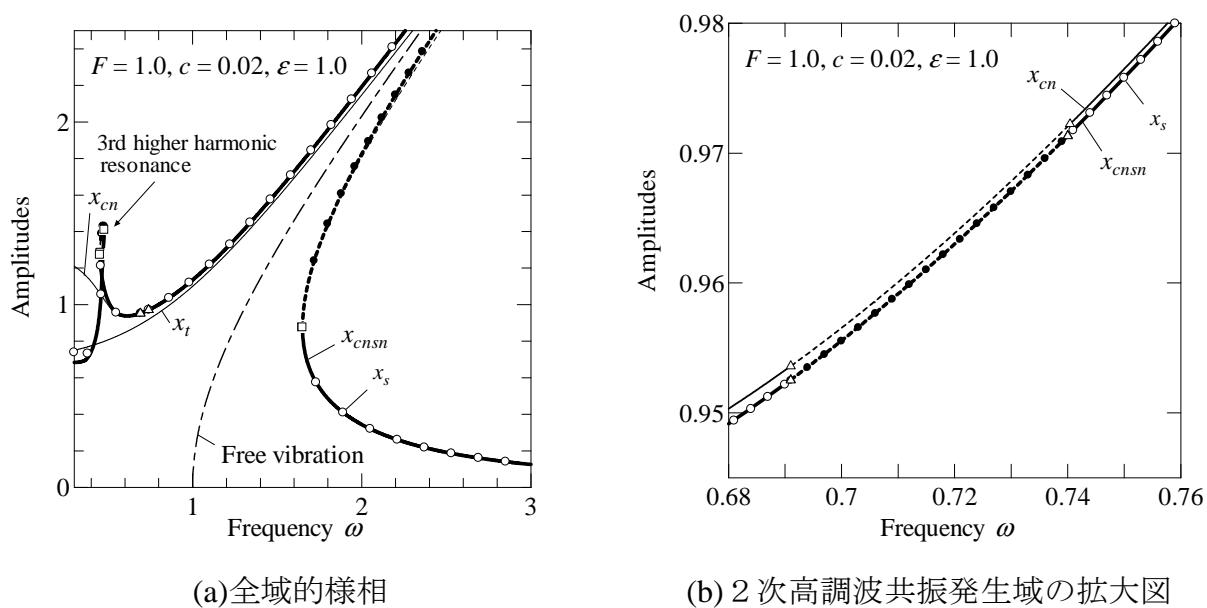 F = 1.0, c = 0.02, ε = 1.0
3rd higher harmonic
resonance
x_cn
x_t
x_cnsn
x_s
Free vibration
Amplitudes
2
1
0
1
2
3
Frequency ω
(a)全域的様相
F = 1.0, c = 0.02, ε = 1.0
x_cn
x_s
x_cnsn
Amplitudes
0.98
0.97
0.96
0.95
0.68
0.7
0.72
0.74
0.76
Frequency ω
(b)２次高調波共振発生域の拡大図